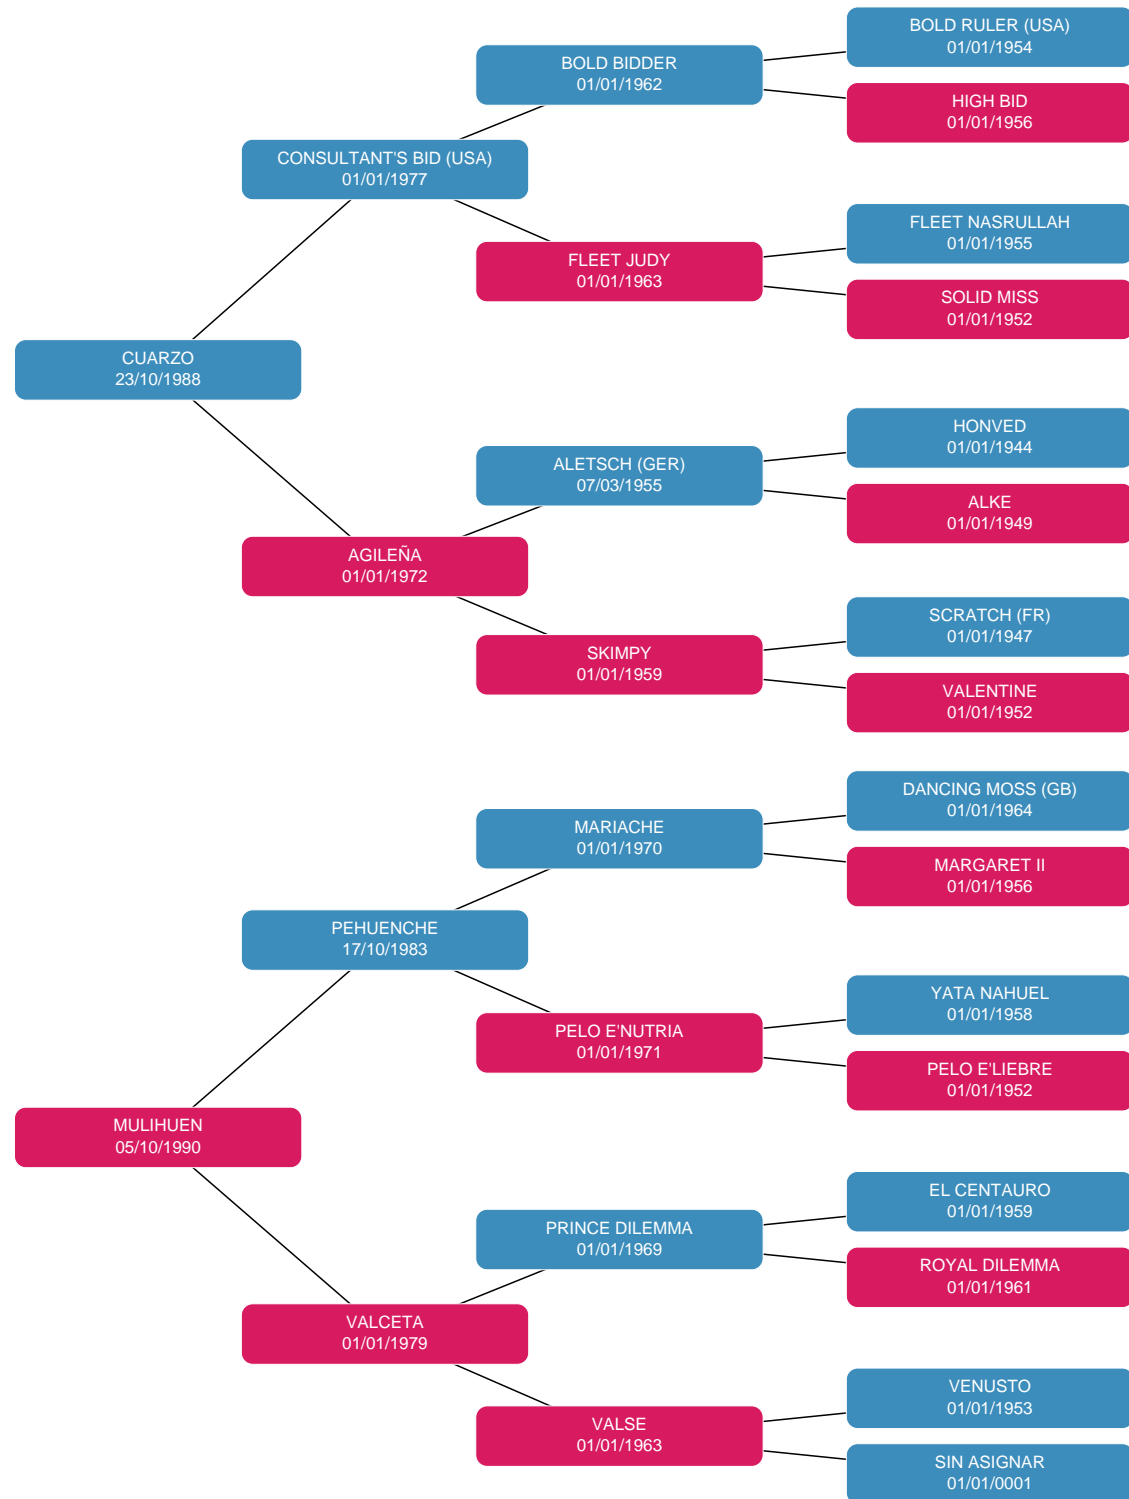 BOLD RULER (USA)
01/01/1954
BOLD BIDDER
01/01/1962
HIGH BID
01/01/1956
CONSULTANT'S BID (USA)
01/01/1977
FLEET NASRULLAH
01/01/1955
FLEET JUDY
01/01/1963
SOLID MISS
01/01/1952
CUARZO
23/10/1988
HONVED
01/01/1944
ALETSCH (GER)
07/03/1955
ALKE
01/01/1949
AGILEÑA
01/01/1972
SCRATCH (FR)
01/01/1947
SKIMPY
01/01/1959
VALENTINE
01/01/1952
DANCING MOSS (GB)
01/01/1964
MARIACHE
01/01/1970
MARGARET II
01/01/1956
PEHUENCHE
17/10/1983
YATA NAHUEL
01/01/1958
PELO E'NUTRIA
01/01/1971
PELO E'LIEBRE
01/01/1952
MULIHUEN
05/10/1990
EL CENTAURO
01/01/1959
PRINCE DILEMMA
01/01/1969
ROYAL DILEMMA
01/01/1961
VALCETA
01/01/1979
VENUSTO
01/01/1953
VALSE
01/01/1963
SIN ASIGNAR
01/01/0001